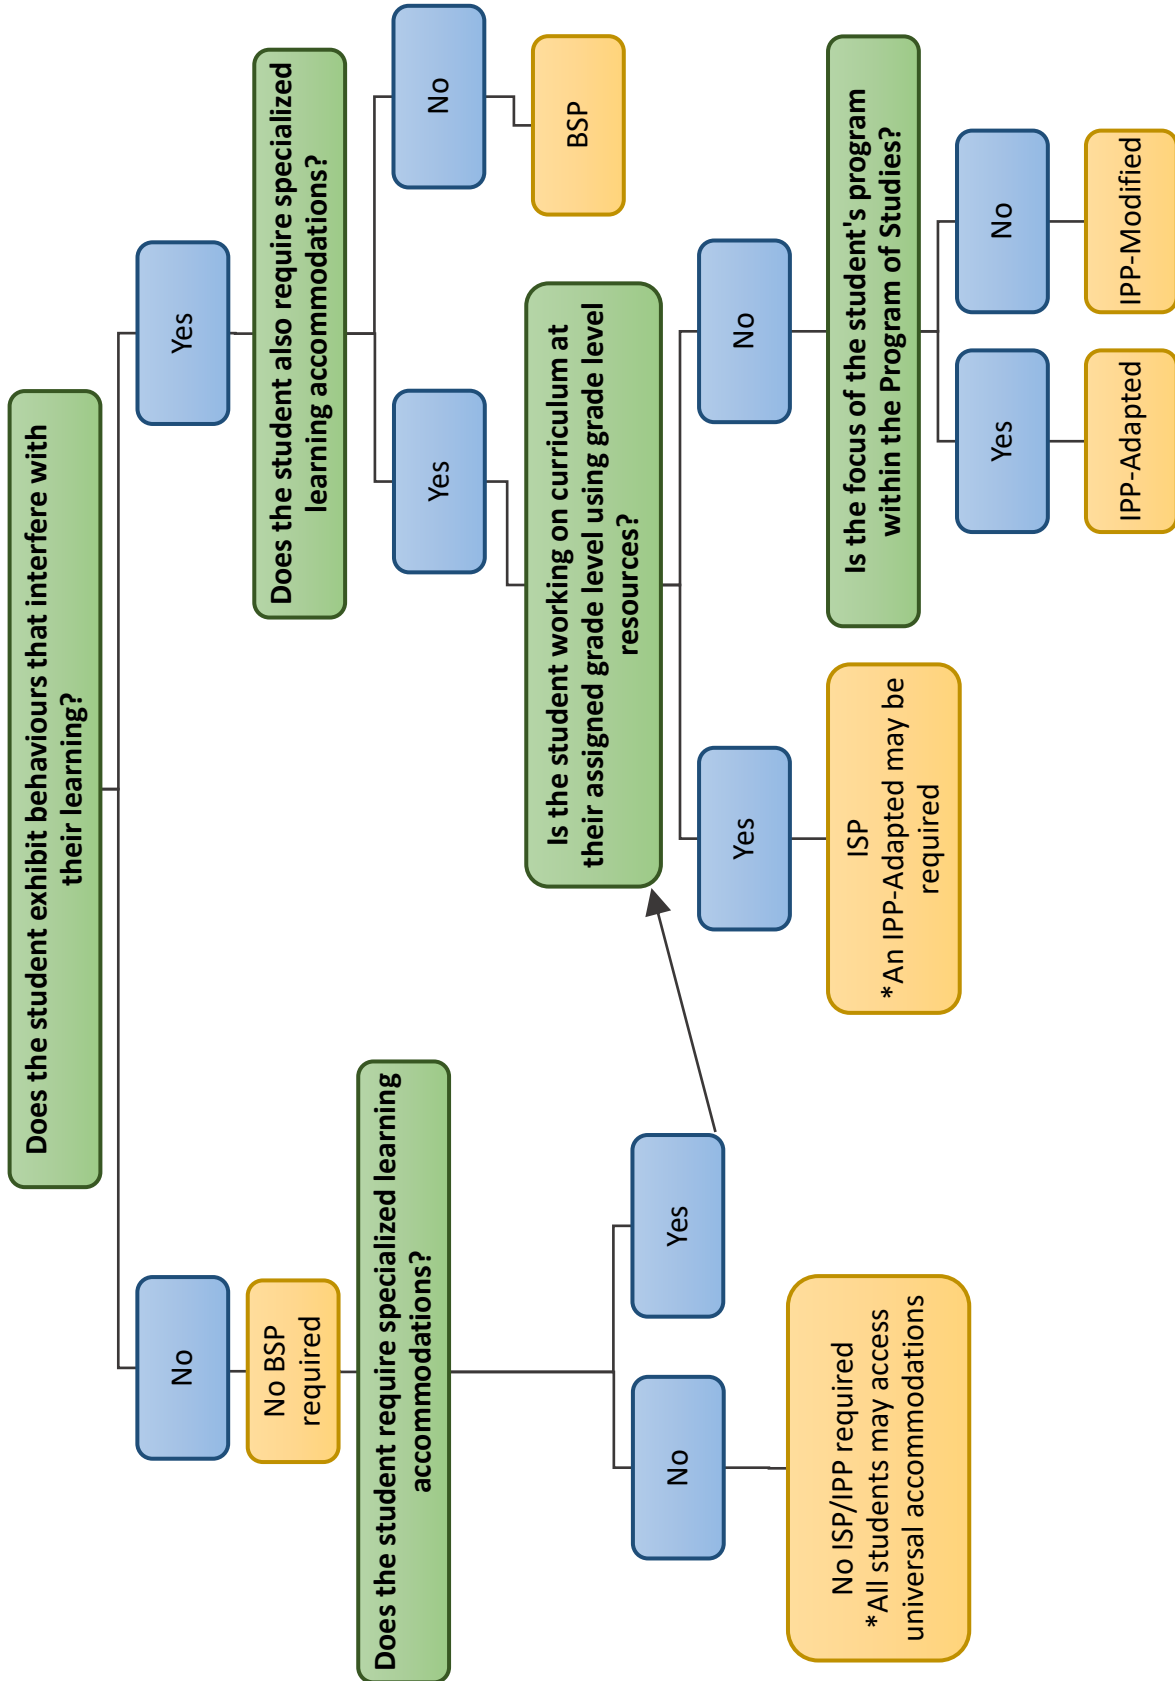 Does the student exhibit behaviours that interfere with
their learning?
No
Yes
No BSP
required
Does the student also require specialized
learning accommodations?
Does the student require specialized learning
accommodations?
Yes
No
BSP
Is the student working on curriculum at
their assigned grade level using grade level
resources?
No
Yes
Yes
No
No ISP/IPP required
*All students may access
universal accommodations
ISP
*An IPP-Adapted may be
required
Is the focus of the student's program
within the Program of Studies?
Yes
No
IPP-Adapted
IPP-Modified